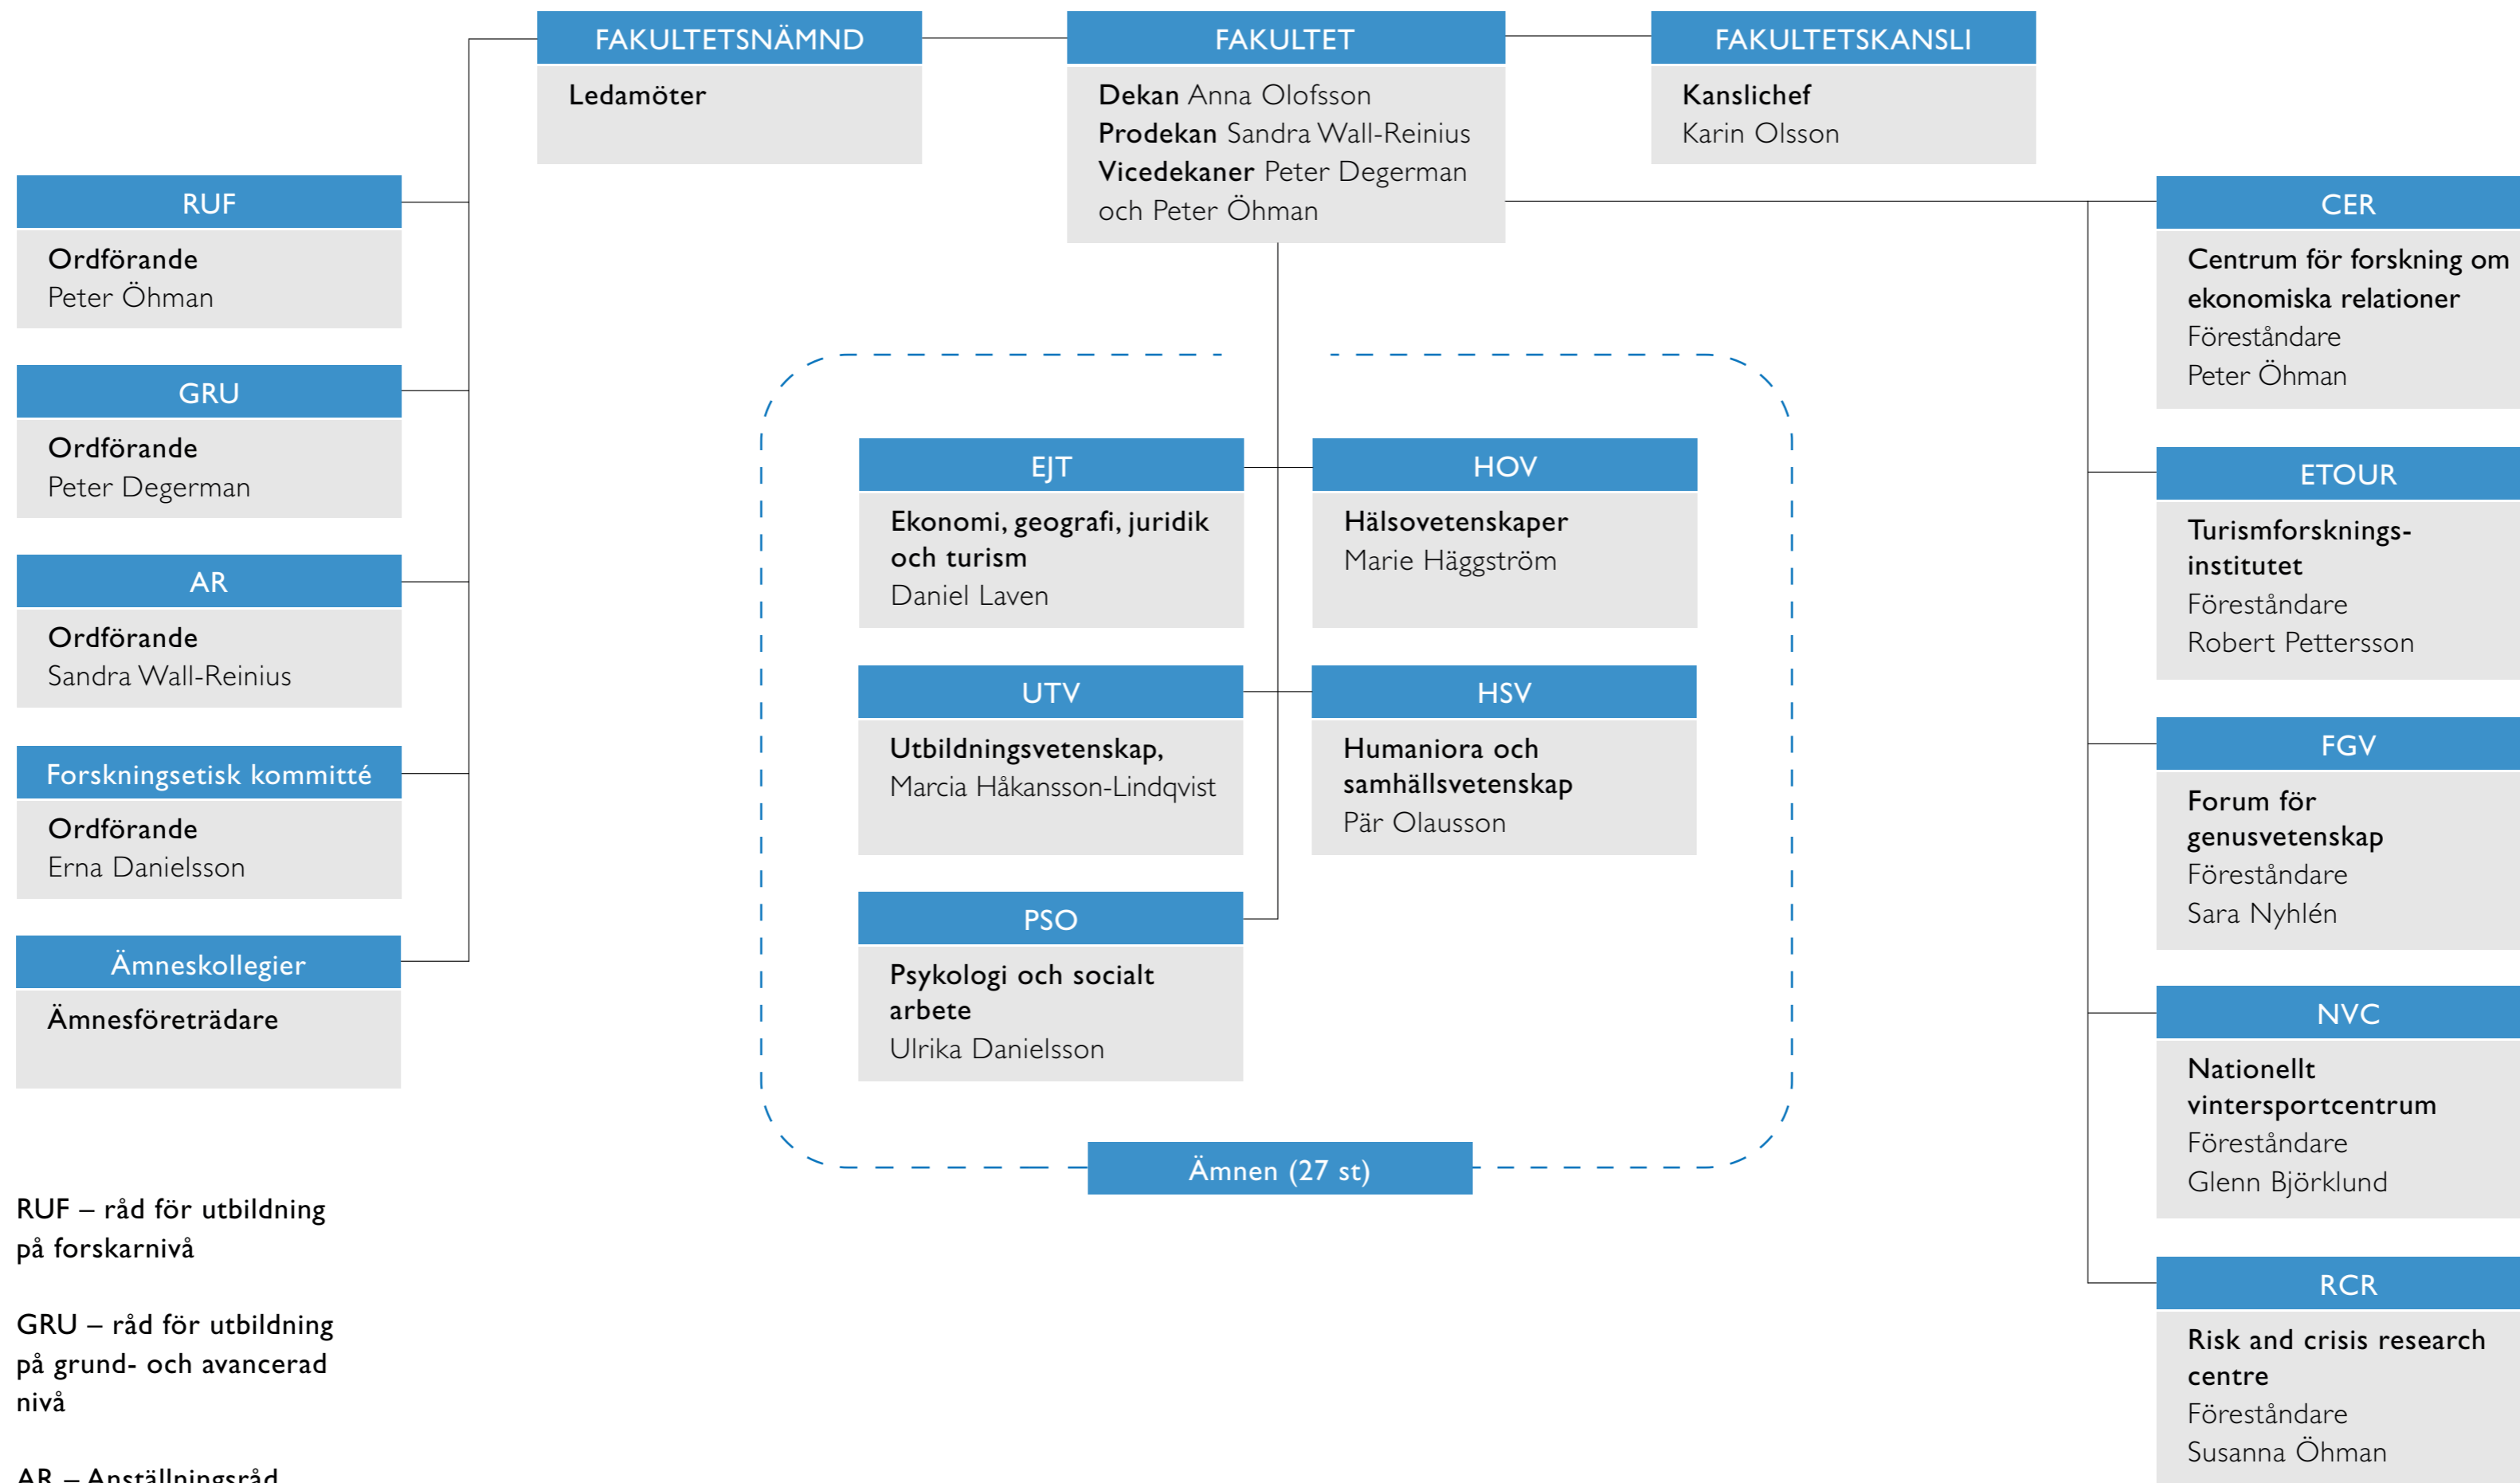 FAKULTETSNÄMND
Ledamöter
FAKULTET
Dekan Anna Olofsson
Prodekan Sandra Wall-Reinius
Vicedekaner Peter Degerman
och Peter Öhman
FAKULTETSKANSLI
Kanslichef
Karin Olsson
RUF
Ordförande
Peter Öhman
GRU
Ordförande
Peter Degerman
AR
Ordförande
Sandra Wall-Reinius
Forskningsetisk kommitté
Ordförande
Erna Danielsson
Ämneskollegier
Ämnesföreträdare
EJT
Ekonomi, geografi, juridik
och turism
Daniel Laven
HOV
Hälsovetenskaper
Marie Häggström
UTV
Utbildningsvetenskap,
Marcia Håkansson-Lindqvist
HSV
Humaniora och
samhällsvetenskap
Pär Olausson
PSO
Psykologi och socialt
arbete
Ulrika Danielsson
Ämnen (27 st)
CER
Centrum för forskning om
ekonomiska relationer
Föreståndare
Peter Öhman
ETOUR
Turismforsknings-
institutet
Föreståndare
Robert Pettersson
FGV
Forum för
genusvetenskap
Föreståndare
Sara Nyhlén
NVC
Nationellt
vintersportcentrum
Föreståndare
Glenn Björklund
RCR
Risk and crisis research
centre
Föreståndare
Susanna Öhman
RUF – råd för utbildning
på forskarnivå
GRU – råd för utbildning
på grund- och avancerad
nivå
AR – Anställningsråd